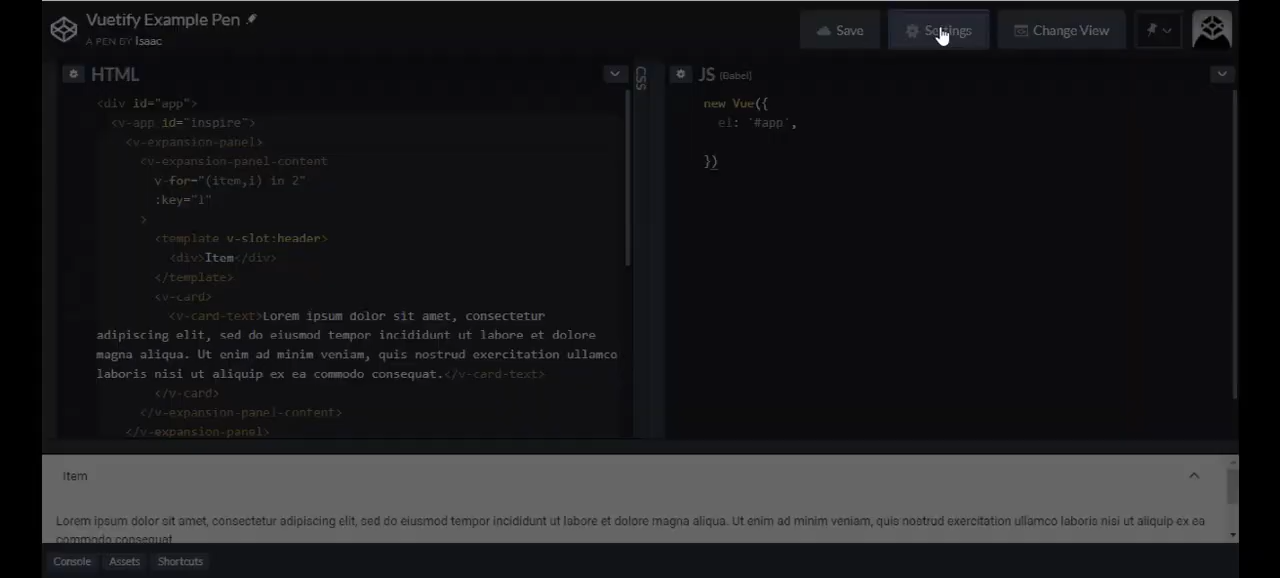 Vuetify Example Pen
A PEN BY Isaac
Save
Settings
Change View
HTML
CSS
JS (Babel)
<div id="app">
<v-app id="inspire">
<v-expansion-panel>
<v-expansion-panel-content
v-for="(item,i) in 2"
:key="i"
>
<template v-slot:header>
<div>Item</div>
</template>
<v-card>
<v-card-text>Lorem ipsum dolor sit amet, consectetur
adipiscing elit, sed do eiusmod tempor incididunt ut labore et dolore
magna aliqua. Ut enim ad minim veniam, quis nostrud exercitation ullamco
laboris nisi ut aliquip ex ea commodo consequat.</v-card-text>
</v-card>
</v-expansion-panel-content>
</v-expansion-panel>
new Vue({
el: '#app',
})
Item
Lorem ipsum dolor sit amet, consectetur adipiscing elit, sed do eiusmod tempor incididunt ut labore et dolore magna aliqua. Ut enim ad minim veniam, quis nostrud exercitation ullamco laboris nisi ut aliquip ex ea
commodo consequat.
Console
Assets
Shortcuts